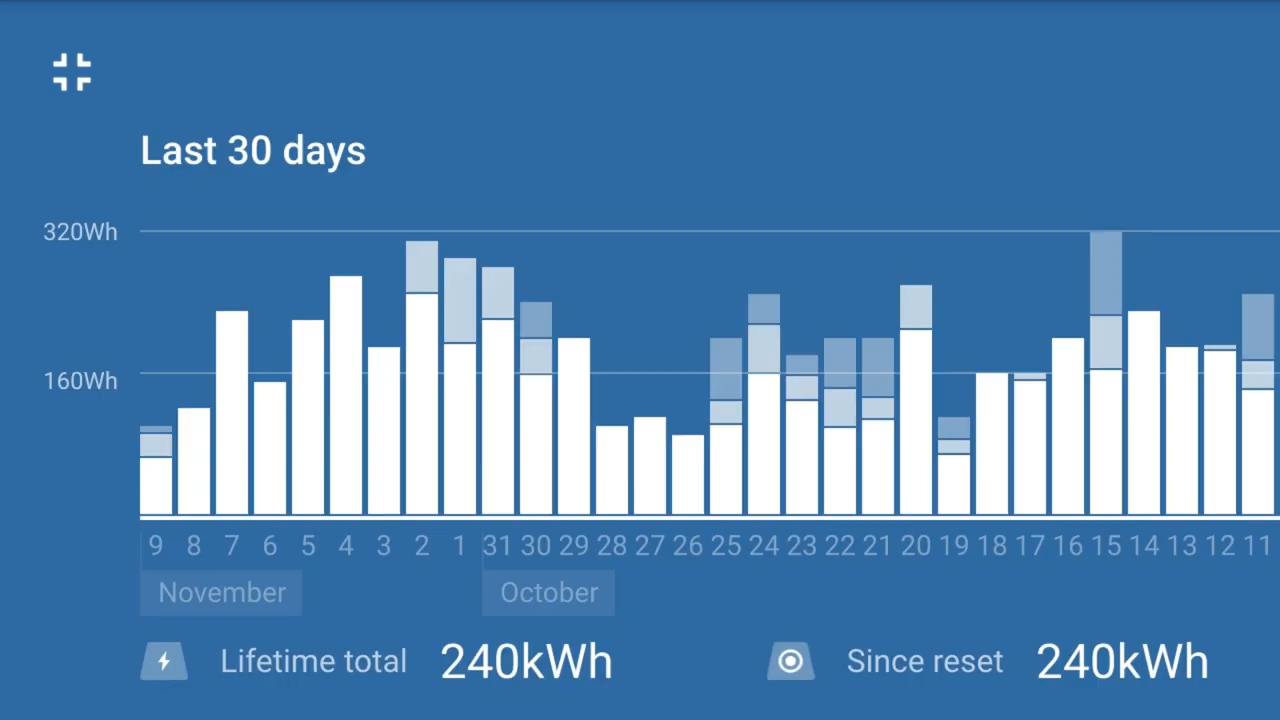 Last 30 days
320Wh
160Wh
9 8 7 6 5 4 3 2 1 31 30 29 28 27 26 25 24 23 22 21 20 19 18 17 16 15 14 13 12 11
November October
Lifetime total 240kWh Since reset 240kWh